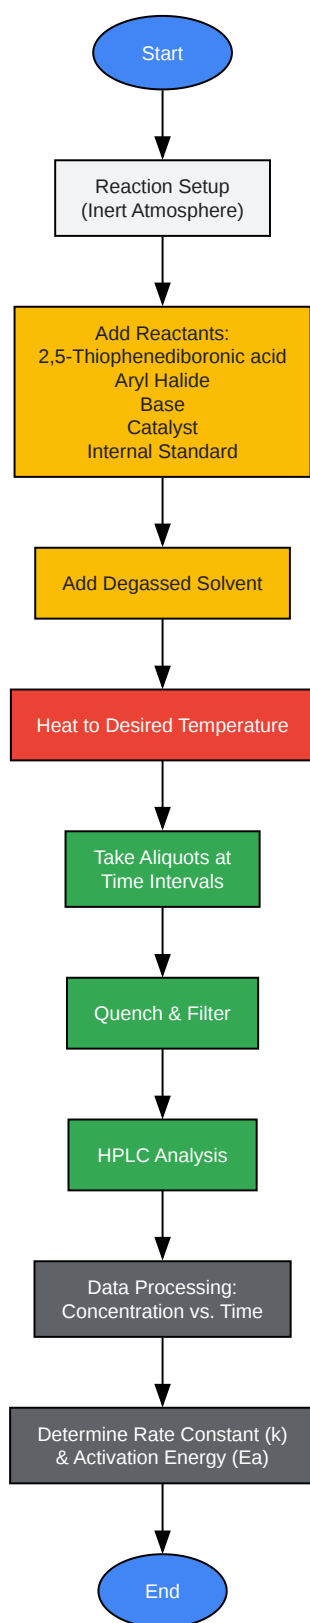 Start
Reaction Setup
(Inert Atmosphere)
Add Reactants:
2,5-Thiophenediboronic acid
Aryl Halide
Base
Catalyst
Internal Standard
Add Degassed Solvent
Heat to Desired Temperature
Take Aliquots at
Time Intervals
Quench & Filter
HPLC Analysis
Data Processing:
Concentration vs. Time
Determine Rate Constant (k)
& Activation Energy (Ea)
End